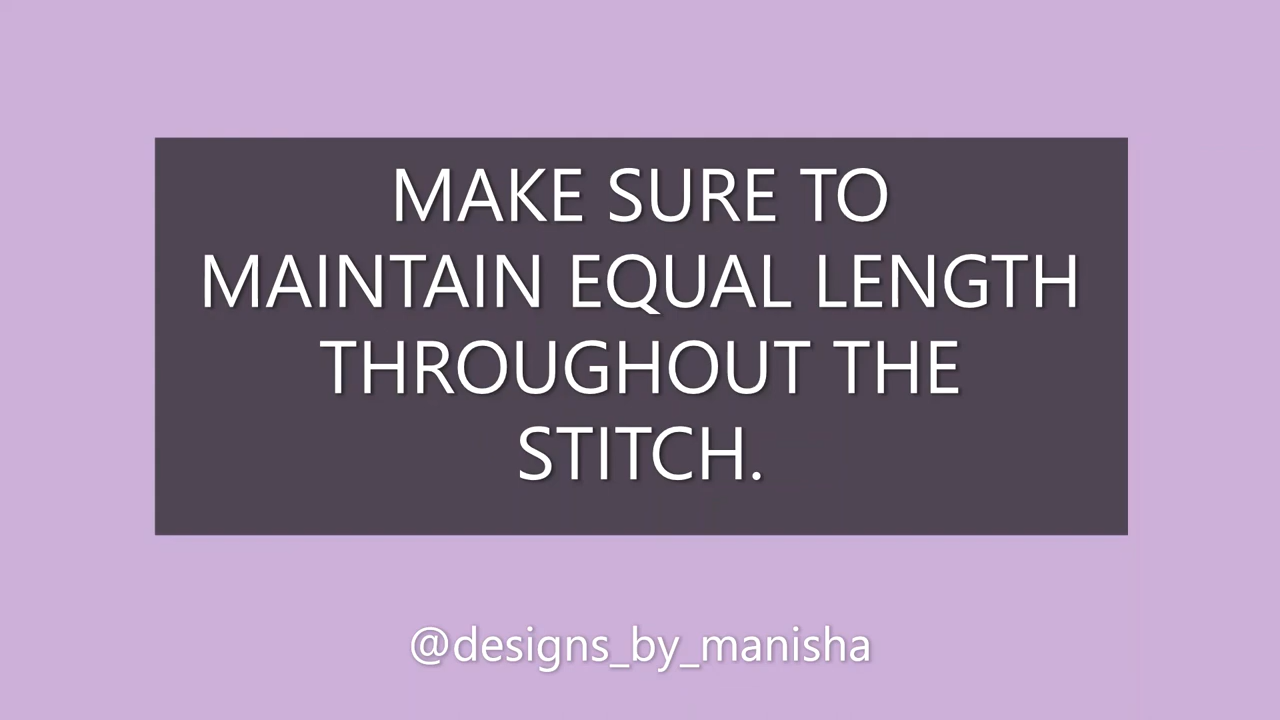 MAKE SURE TO
MAINTAIN EQUAL LENGTH
THROUGHOUT THE
STITCH.
@designs_by_manisha